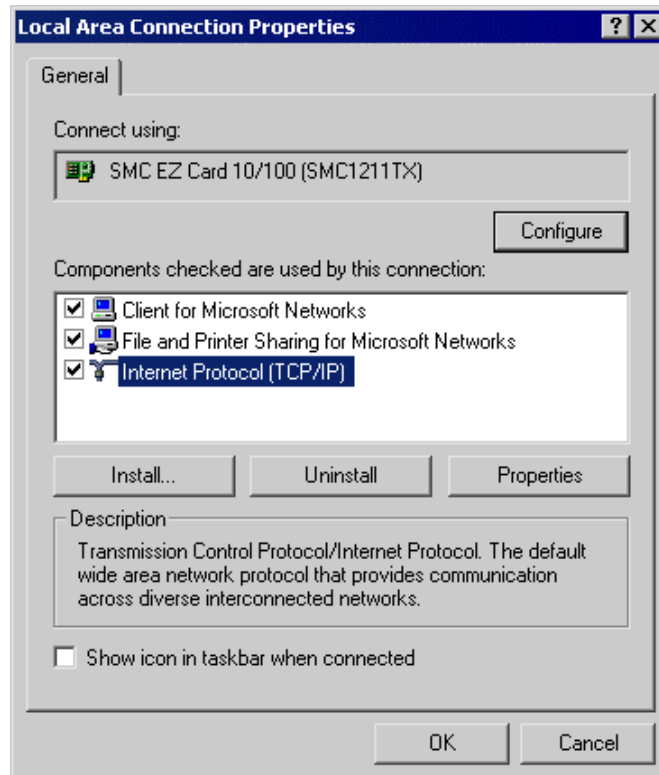 Local Area Connection Properties
General
Connect using:
SMC EZ Card 10/100 (SMC1211TX)
Configure
Components checked are used by this connection:
Client for Microsoft Networks
File and Printer Sharing for Microsoft Networks
Internet Protocol (TCP/IP)
Install...
Uninstall
Properties
Description
Transmission Control Protocol/Internet Protocol. The default
wide area network protocol that provides communication
across diverse interconnected networks.
Show icon in taskbar when connected
OK
Cancel